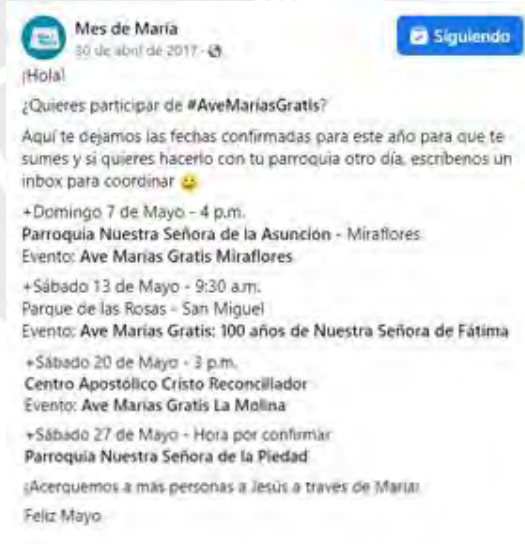 Mes de María
30 de abril de 2017
Siguiendo
¡Hola!
¿Quieres participar de #AveMaríasGratis?
Aquí te dejamos las fechas confirmadas para este año para que te
sumes y si quieres hacerlo con tu parroquia otro día, escríbenos un
inbox para coordinar 😀
+Domingo 7 de Mayo - 4 p.m.
Parroquia Nuestra Señora de la Asuncion - Miraflores
Evento: Ave Marías Gratis Miraflores
+Sábado 13 de Mayo - 9:30 a.m.
Parque de las Rosas - San Miguel
Evento: Ave Marías Gratis: 100 años de Nuestra Señora de Fátima
+Sábado 20 de Mayo - 3 p.m.
Centro Apostólico Cristo Reconciliador
Evento: Ave Marías Gratis La Molina
+Sábado 27 de Mayo - Hora por confirmar
Parroquia Nuestra Señora de la Piedad
¡Acerquemos a más personas a Jesús a través de María!
Feliz Mayo